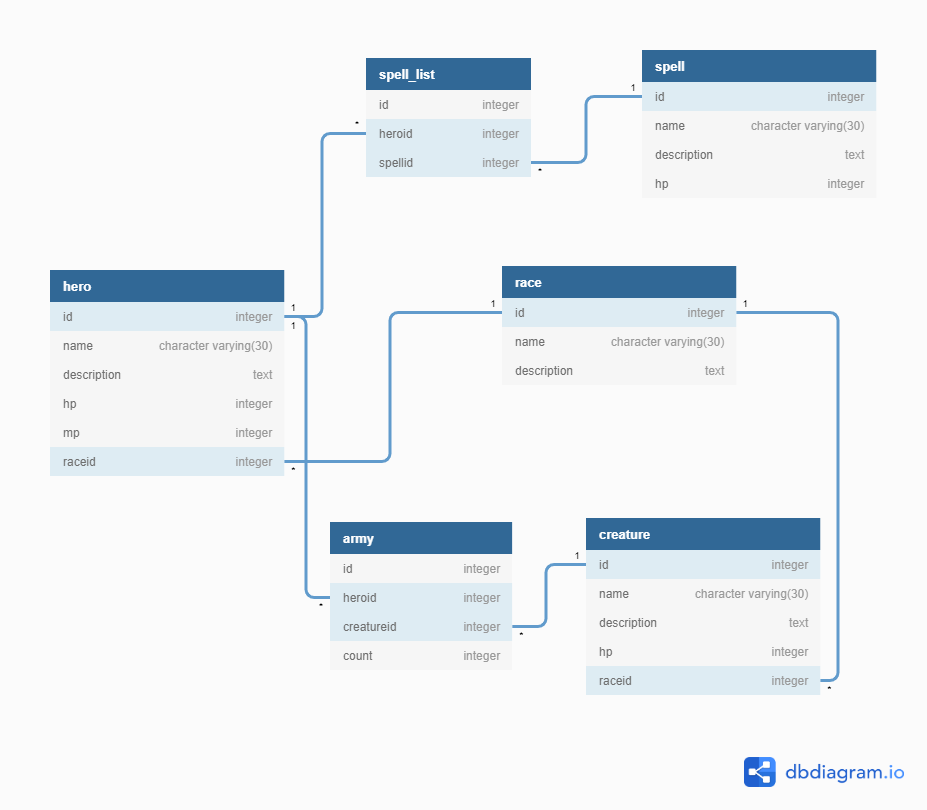 spell_list
id integer
heroid integer
spellid integer
spell
id integer
name character varying(30)
description text
hp integer
hero
id integer
name character varying(30)
description text
hp integer
mp integer
raceid integer
race
id integer
name character varying(30)
description text
army
id integer
heroid integer
creatureid integer
count integer
creature
id integer
name character varying(30)
description text
hp integer
raceid integer
*
*
1
1
1
*
1
1
*
*
1
*
dbdiagram.io